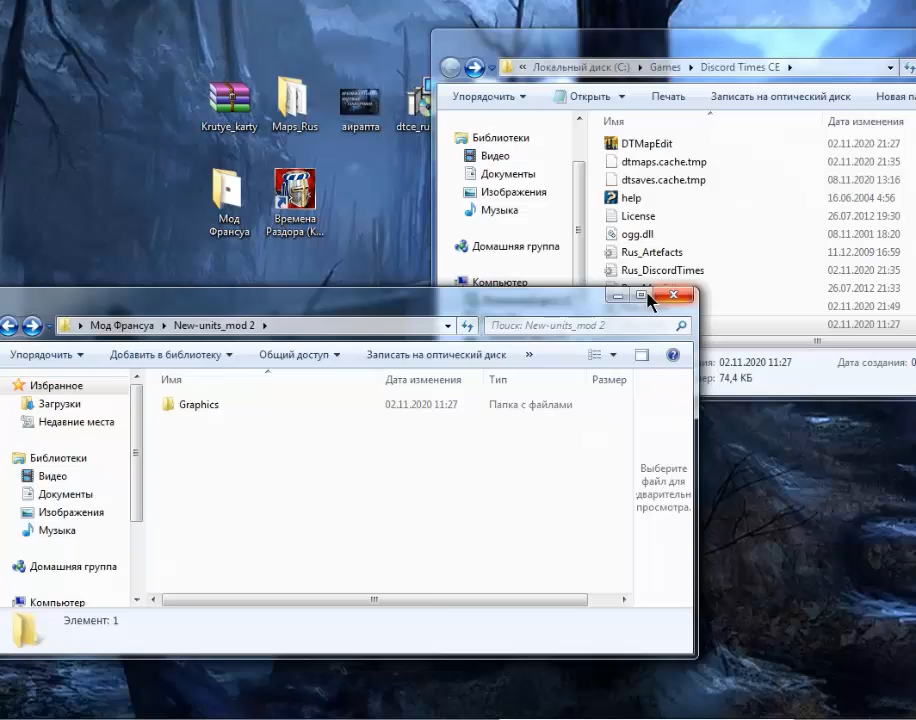 Krutye_karty
Maps_Rus
аирапта
Мод
Франсуа
Времена
Раздора (К...
« Локальный диск (C:) Games Discord Times CE
Упорядочить Открыть Печать Записать на оптический диск
Имя Дата изменения
Библиотеки
Видео
Документы
Изображения
Музыка
Домашняя группа
Компьютер
DTMapEdit 02.11.2020 21:27
dtmaps.cache.tmp 02.11.2020 21:35
dtsaves.cache.tmp 08.11.2020 13:16
help 16.06.2004 4:56
License 26.07.2012 19:30
ogg.dll 08.11.2001 18:20
Rus_Artefacts 11.12.2009 16:59
Rus_DiscordTimes 02.11.2020 21:35
26.07.2012 21:33
02.11.2020 21:49
02.11.2020 11:27
02.11.2020 11:27 Дата создания:
74,4 КБ
Мод Франсуа New-units_mod 2
Поиск: New-units_mod 2
Упорядочить Добавить в библиотеку Общий доступ Записать на оптический диск »
Имя Дата изменения Тип Размер
Graphics 02.11.2020 11:27 Папка с файлами
Избранное
Загрузки
Недавние места
Библиотеки
Видео
Документы
Изображения
Музыка
Домашняя группа
Компьютер
Выберите
файл для
просмотра.
Элемент: 1